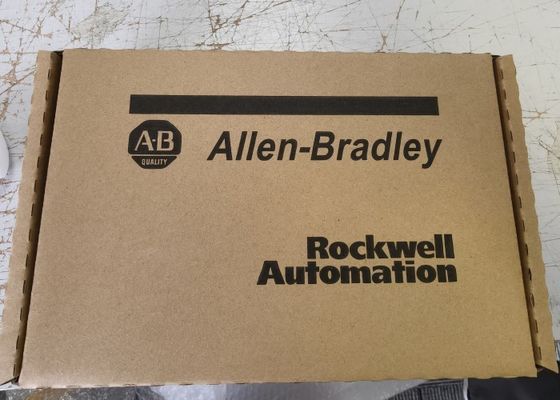 A-B
QUALITY
Allen-Bradley
Rockwell
Automation